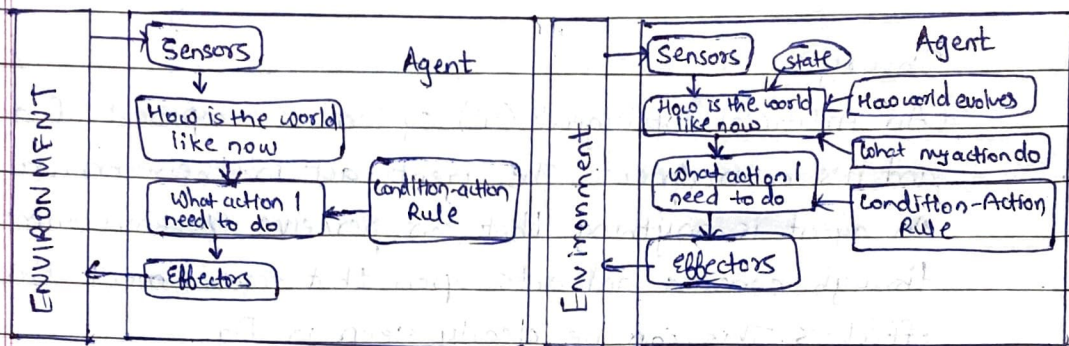 ENVIRONMENT
Agent
Sensors
How is the world
like now
What action I
need to do
Condition-action
Rule
Effectors
Environment
Agent
Sensors
State
How is the world
like now
How world evolves
What my action do
What action I
need to do
Condition-Action
Rule
Effectors